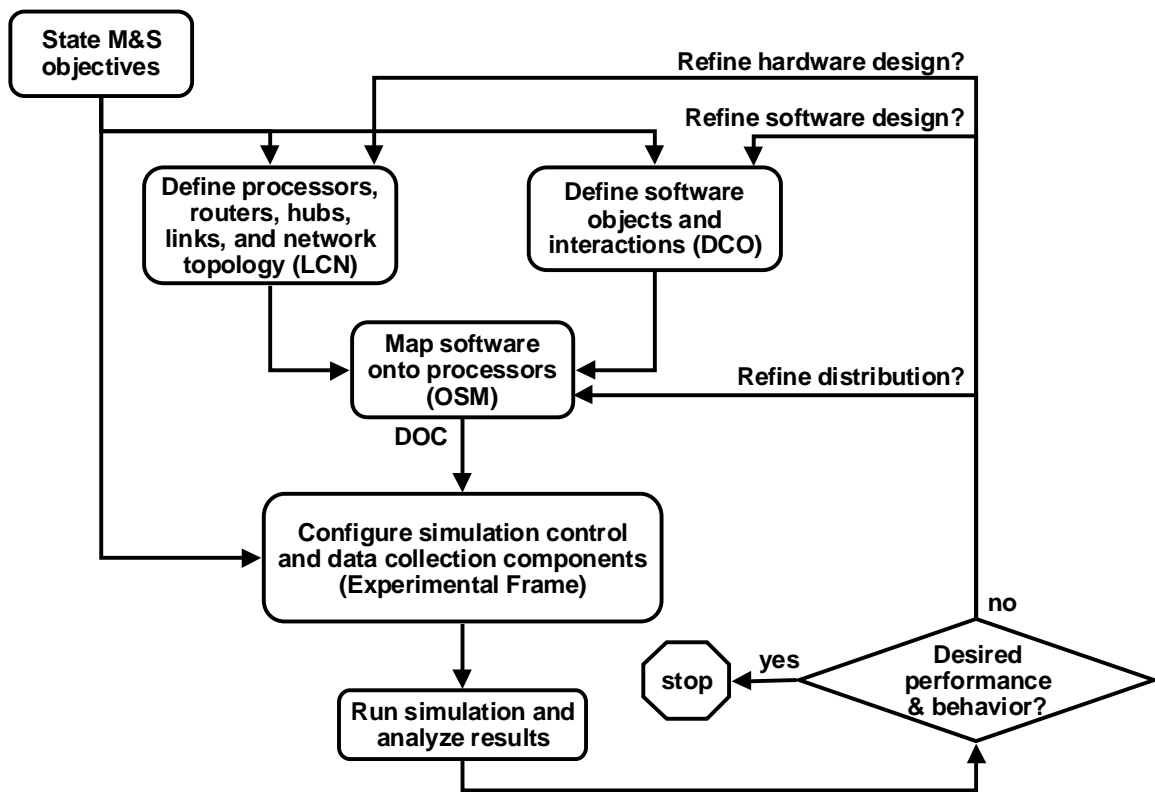 State M&S
objectives
Refine hardware design?
Refine software design?
Define processors,
routers, hubs,
links, and network
topology (LCN)
Define software
objects and
interactions (DCO)
Map software
onto processors
(OSM)
Refine distribution?
DOC
Configure simulation control
and data collection components
(Experimental Frame)
no
yes
stop
Desired
performance
& behavior?
Run simulation and
analyze results